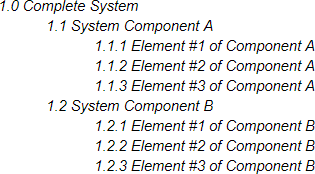 1.0 Complete System
1.1 System Component A
1.1.1 Element #1 of Component A
1.1.2 Element #2 of Component A
1.1.3 Element #3 of Component A
1.2 System Component B
1.2.1 Element #1 of Component B
1.2.2 Element #2 of Component B
1.2.3 Element #3 of Component B